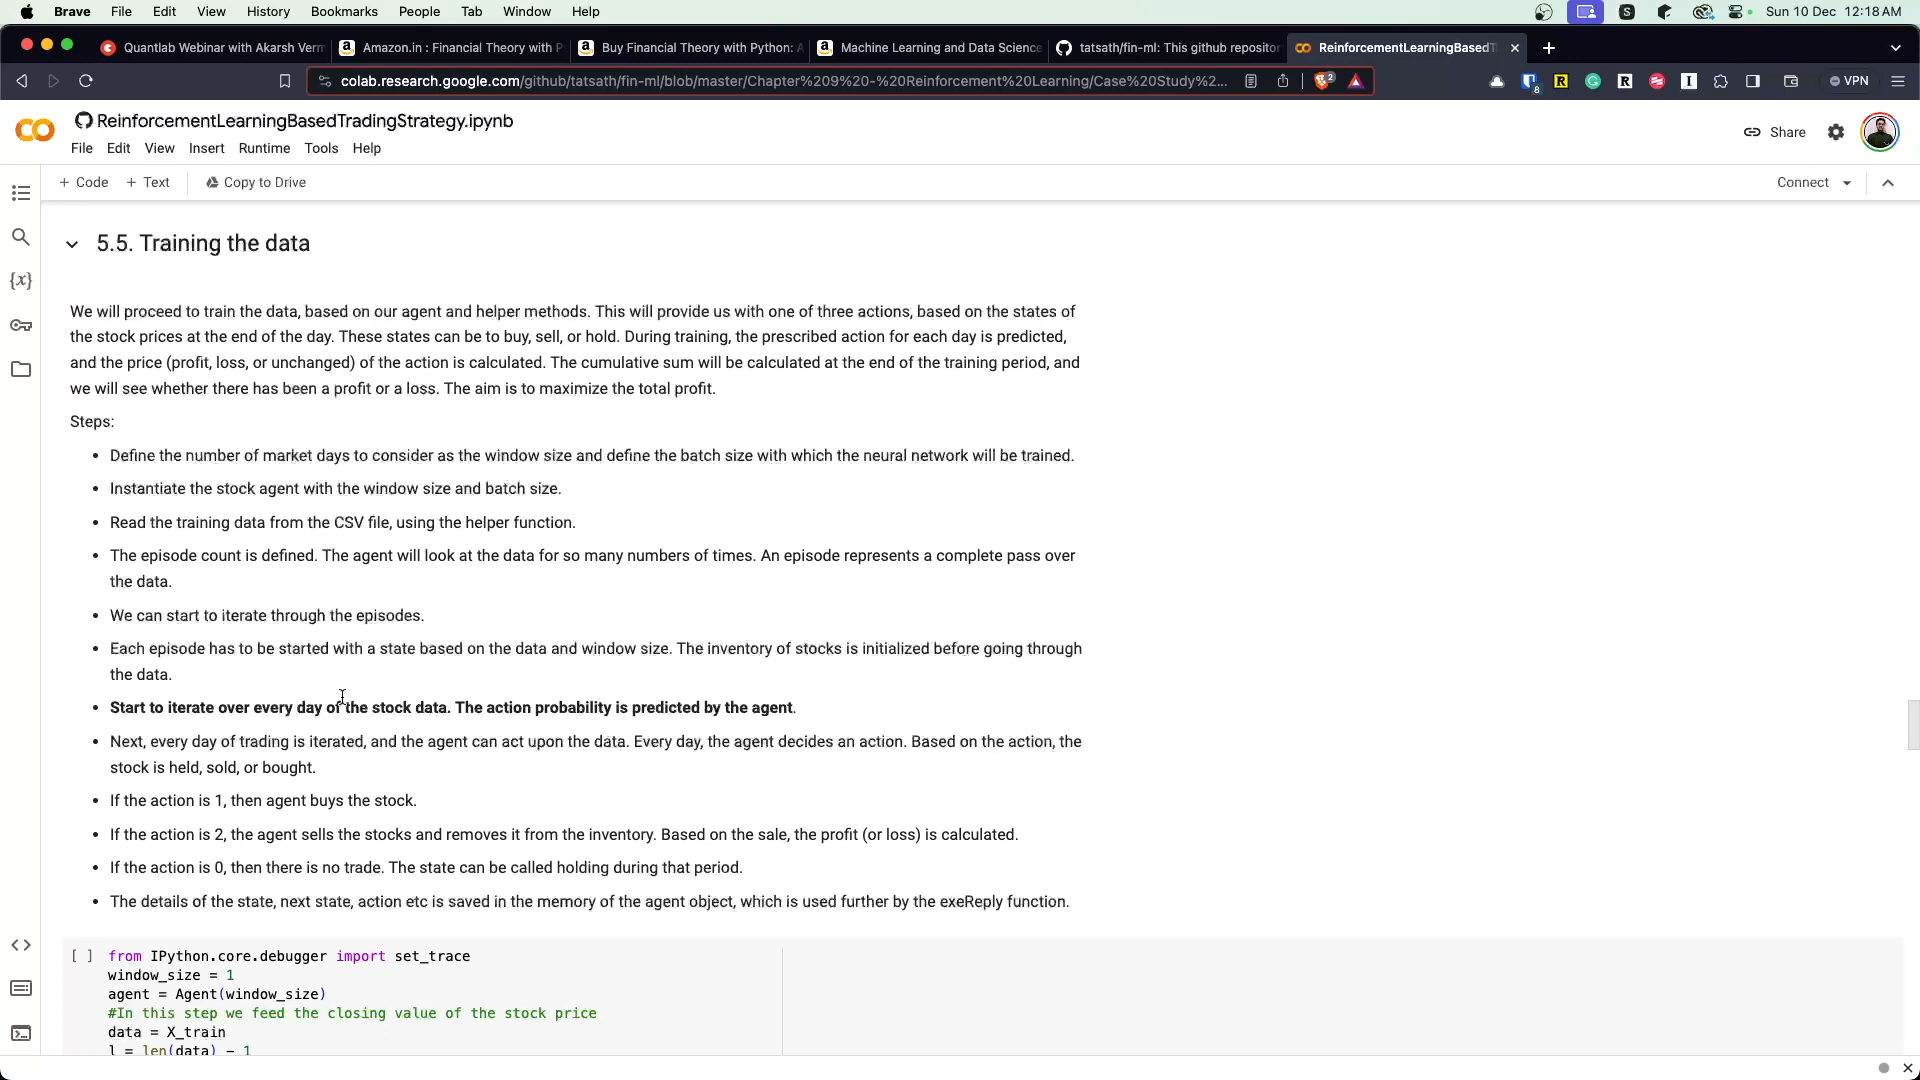 Brave File Edit View History Bookmarks People Tab Window Help Sun 10 Dec 12:18 AM
Quantlab Webinar with Akarsh Verm Amazon.in : Financial Theory with P Buy Financial Theory with Python: A Machine Learning and Data Science tatsath/fin-ml: This github repositor ReinforcementLearningBasedT
colab.research.google.com/github/tatsath/fin-ml/blob/master/Chapter%209%20-%20Reinforcement%20Learning/Case%20Study%2... 2 8 VPN
ReinforcementLearningBasedTradingStrategy.ipynb
Share
File Edit View Insert Runtime Tools Help
+ Code + Text Copy to Drive Connect
5.5. Training the data
We will proceed to train the data, based on our agent and helper methods. This will provide us with one of three actions, based on the states of
the stock prices at the end of the day. These states can be to buy, sell, or hold. During training, the prescribed action for each day is predicted,
and the price (profit, loss, or unchanged) of the action is calculated. The cumulative sum will be calculated at the end of the training period, and
we will see whether there has been a profit or a loss. The aim is to maximize the total profit.
Steps:
• Define the number of market days to consider as the window size and define the batch size with which the neural network will be trained.
• Instantiate the stock agent with the window size and batch size.
• Read the training data from the CSV file, using the helper function.
• The episode count is defined. The agent will look at the data for so many numbers of times. An episode represents a complete pass over
the data.
• We can start to iterate through the episodes.
• Each episode has to be started with a state based on the data and window size. The inventory of stocks is initialized before going through
the data.
• Start to iterate over every day of the stock data. The action probability is predicted by the agent.
• Next, every day of trading is iterated, and the agent can act upon the data. Every day, the agent decides an action. Based on the action, the
stock is held, sold, or bought.
• If the action is 1, then agent buys the stock.
• If the action is 2, the agent sells the stocks and removes it from the inventory. Based on the sale, the profit (or loss) is calculated.
• If the action is 0, then there is no trade. The state can be called holding during that period.
• The details of the state, next state, action etc is saved in the memory of the agent object, which is used further by the exeReply function.
[ ] from IPython.core.debugger import set_trace
window_size = 1
agent = Agent(window_size)
#In this step we feed the closing value of the stock price
data = X_train
l = len(data) - 1